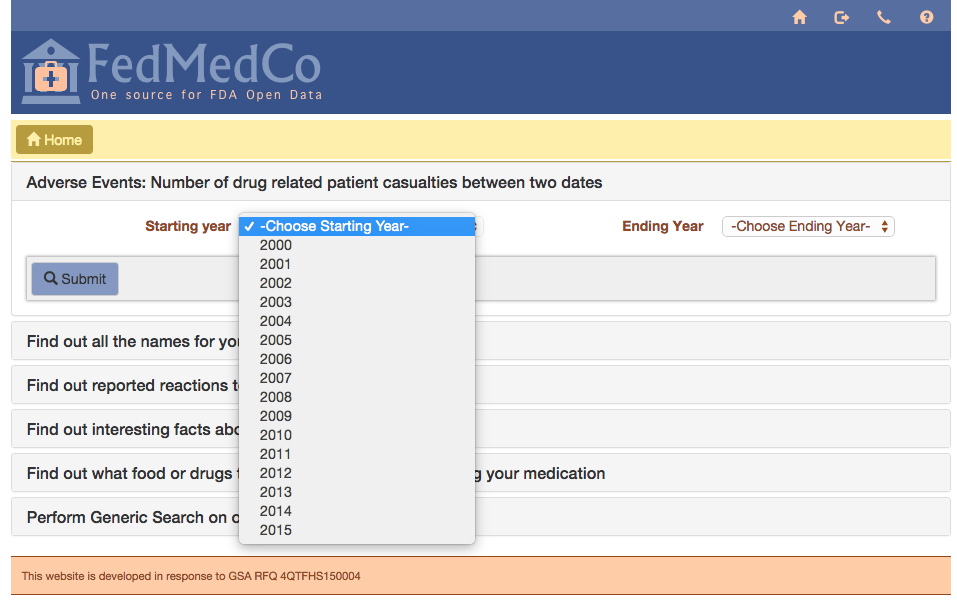 FedMedCo
One source for FDA Open Data
Home
Adverse Events: Number of drug related patient casualties between two dates
Starting year ✓ -Choose Starting Year- Ending Year -Choose Ending Year-
2000
2001
2002
2003
2004
2005
2006
2007
2008
2009
2010
2011
2012
2013
2014
2015
Submit
Find out all the names for
Find out reported reactions
Find out interesting facts
Find out what food or drugs your medication
Perform Generic Search on
This website is developed in response to GSA RFQ 4QTFHS150004